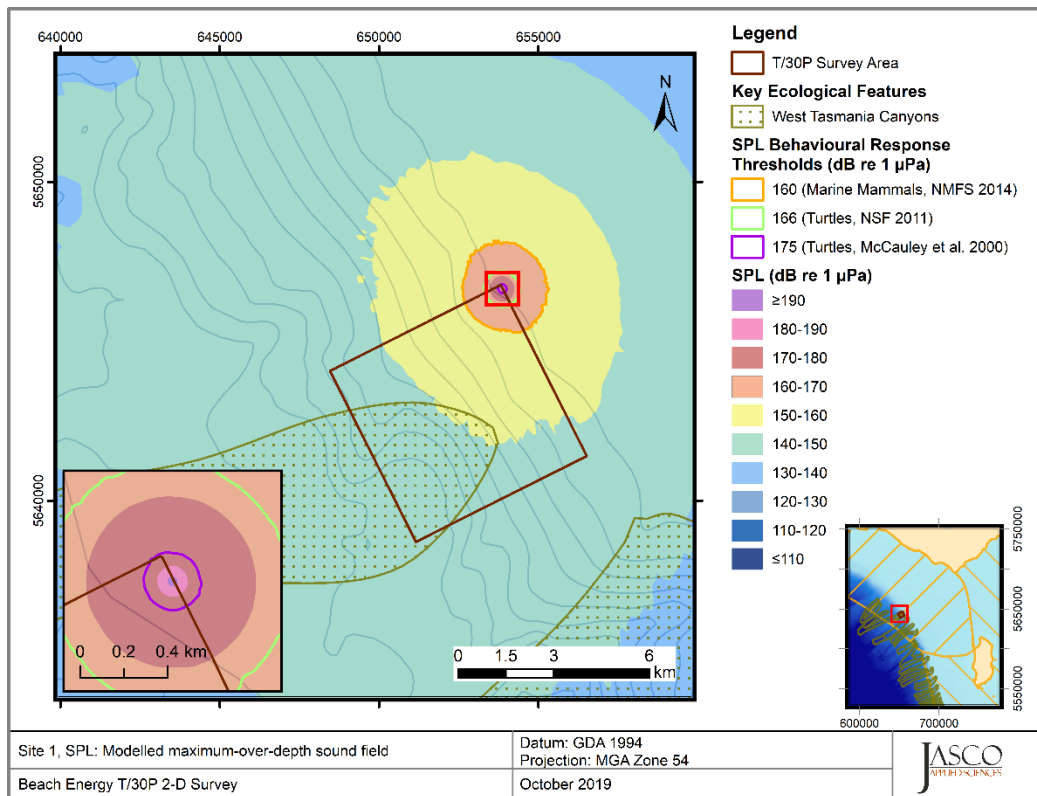 640000 645000 650000 655000
5650000
5640000
N
0 0.2 0.4 km
0 1.5 3 6
km
Legend
T/30P Survey Area
Key Ecological Features
West Tasmania Canyons
SPL Behavioural Response
Thresholds (dB re 1 µPa)
160 (Marine Mammals, NMFS 2014)
166 (Turtles, NSF 2011)
175 (Turtles, McCauley et al. 2000)
SPL (dB re 1 µPa)
≥190
180-190
170-180
160-170
150-160
140-150
130-140
120-130
110-120
≤110
5750000
5650000
5550000
600000 700000
Site 1, SPL: Modelled maximum-over-depth sound field
Datum: GDA 1994
Projection: MGA Zone 54
Beach Energy T/30P 2-D Survey
October 2019
JASCO
APPLIED SCIENCES